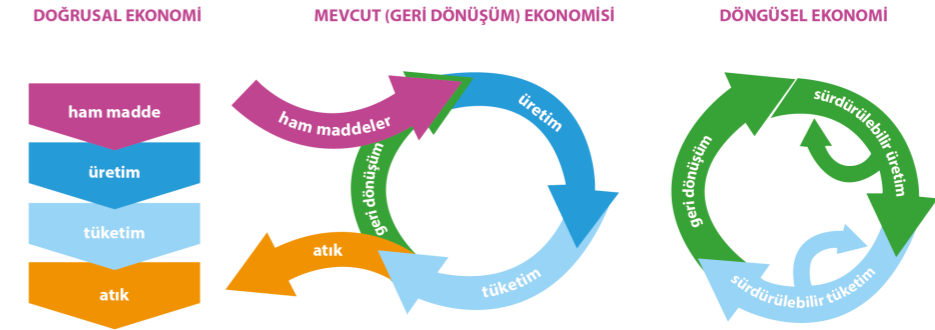 DOĞRUSAL EKONOMİ
ham madde
üretim
tüketim
atık
MEVCUT (GERİ DÖNÜŞÜM) EKONOMİSİ
ham maddeler
üretim
tüketim
atık
geri dönüşüm
DÖNGÜSEL EKONOMİ
sürdürülebilir üretim
sürdürülebilir tüketim
geri dönüşüm